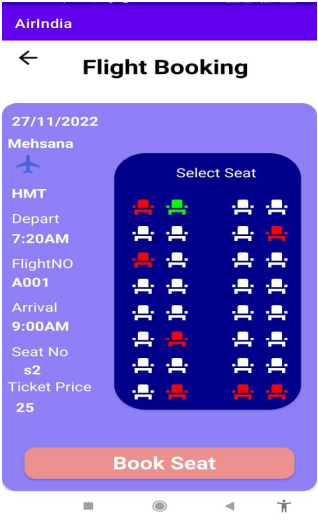 AirIndia
Flight Booking
27/11/2022
Mehsana
HMT
Depart
7:20AM
FlightNO
A001
Arrival
9:00AM
Seat No
s2
Ticket Price
25
Select Seat
Book Seat